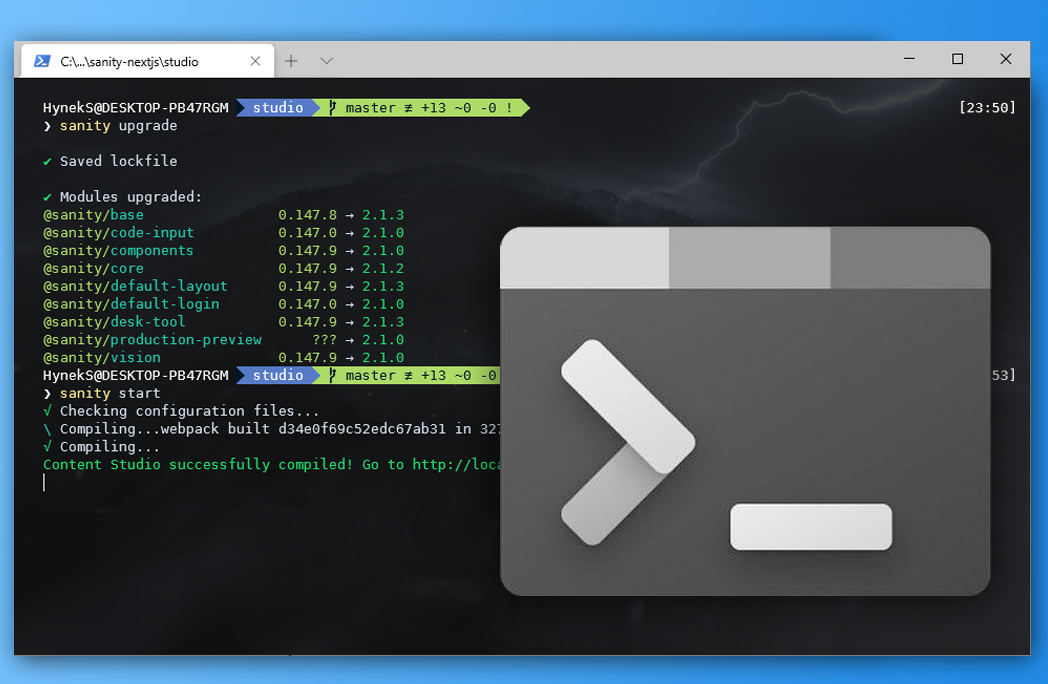 C:\...\sanity-nextjs\studio
HynekS@DESKTOP-PB47RGM studio master ≢ +13 ~0 -0 ! [23:50]
❯ sanity upgrade
✔ Saved lockfile
✔ Modules upgraded:
@sanity/base 0.147.8 → 2.1.3
@sanity/code-input 0.147.0 → 2.1.0
@sanity/components 0.147.9 → 2.1.0
@sanity/core 0.147.9 → 2.1.2
@sanity/default-layout 0.147.9 → 2.1.3
@sanity/default-login 0.147.0 → 2.1.0
@sanity/desk-tool 0.147.9 → 2.1.3
@sanity/production-preview ??? → 2.1.0
@sanity/vision 0.147.9 → 2.1.0
HynekS@DESKTOP-PB47RGM studio master ≢ +13 ~0 -0 53]
❯ sanity start
√ Checking configuration files...
\ Compiling...webpack built d34e0f69c52edc67ab31 in 327
√ Compiling...
Content Studio successfully compiled! Go to http://loca